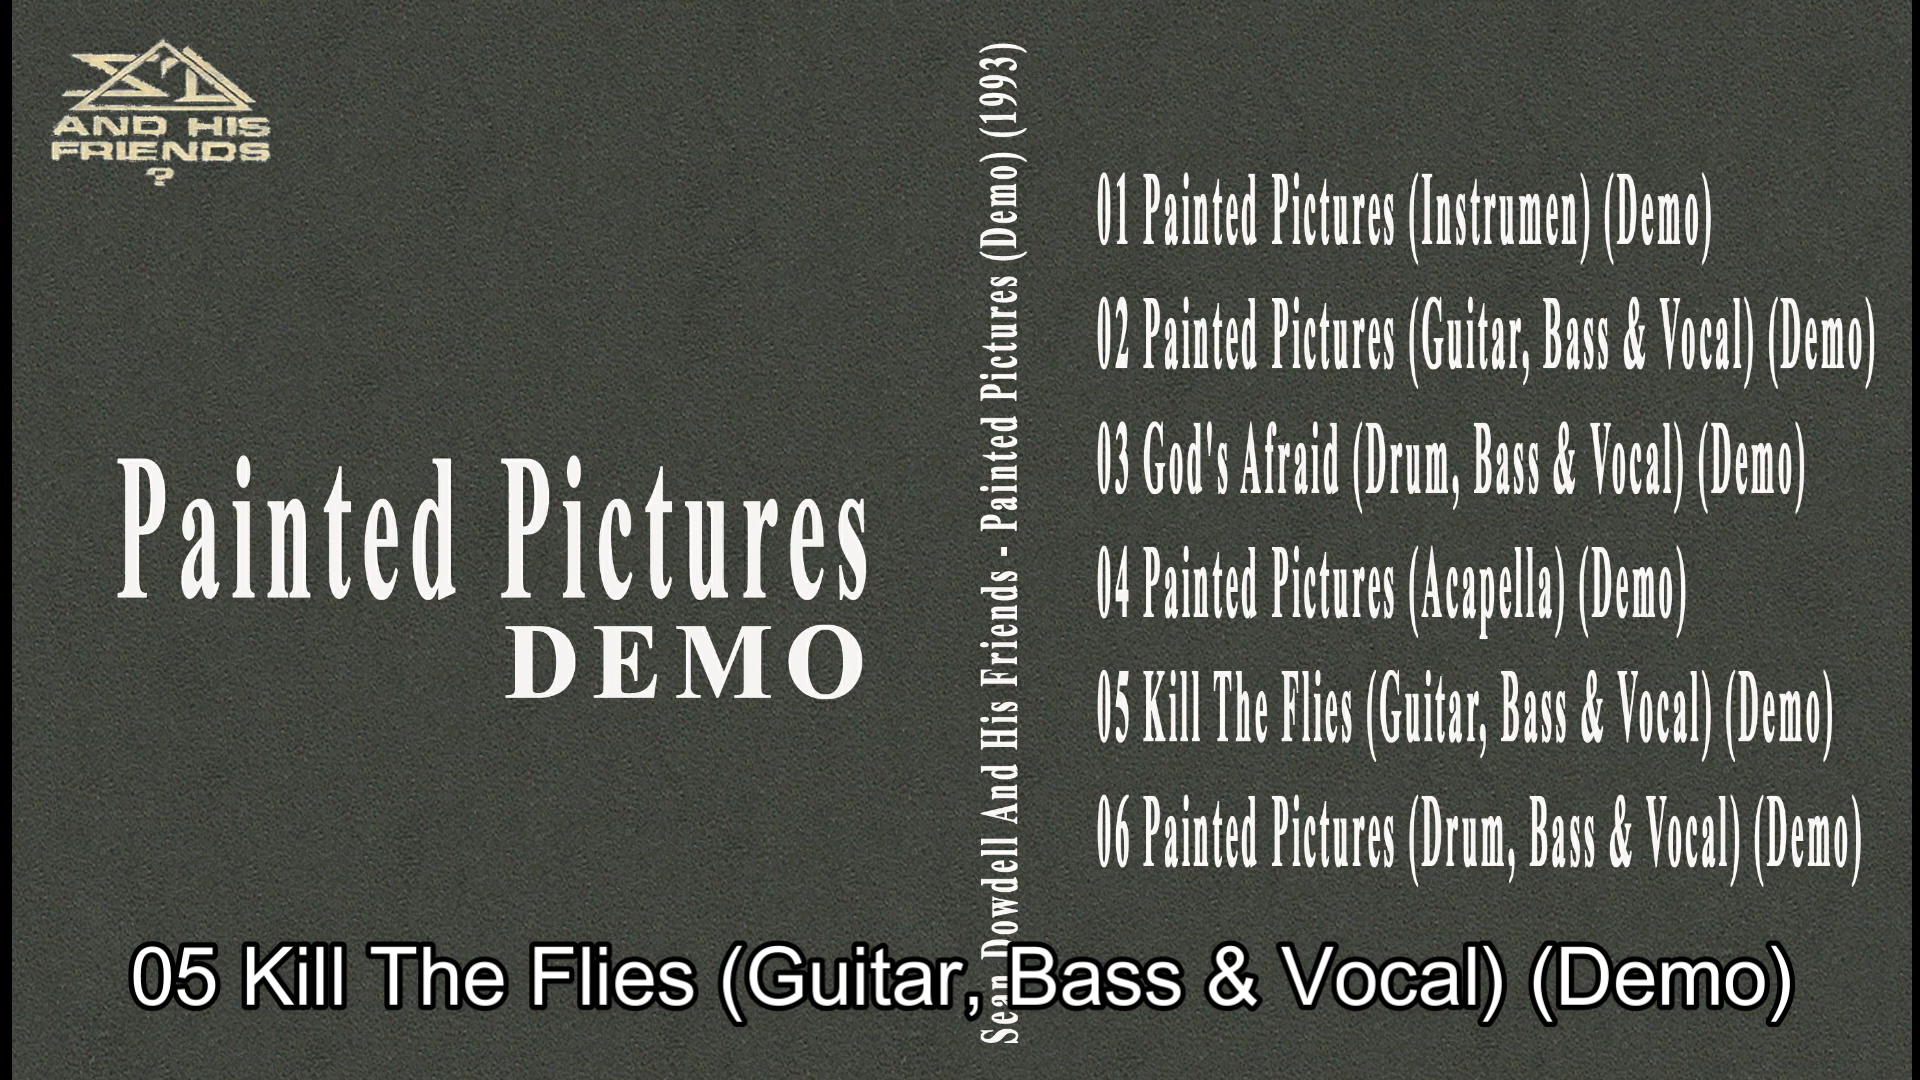 AND HIS
FRIENDS
?
Painted Pictures
DEMO
Sean Dowdell And His Friends - Painted Pictures (Demo) (1993)
01 Painted Pictures (Instrumen) (Demo)
02 Painted Pictures (Guitar, Bass & Vocal) (Demo)
03 God's Afraid (Drum, Bass & Vocal) (Demo)
04 Painted Pictures (Acapella) (Demo)
05 Kill The Flies (Guitar, Bass & Vocal) (Demo)
06 Painted Pictures (Drum, Bass & Vocal) (Demo)
05 Kill The Flies (Guitar, Bass & Vocal) (Demo)